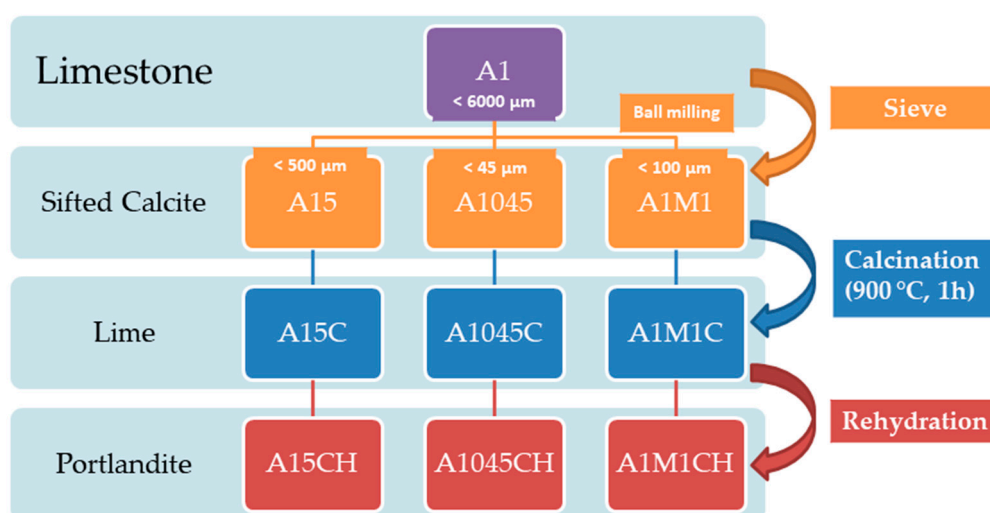 Limestone
A1
< 6000 µm
Ball milling
Sieve
Sifted Calcite
< 500 µm
A15
< 45 µm
A1045
< 100 µm
A1M1
Calcination
(900 °C, 1h)
Lime
A15C
A1045C
A1M1C
Rehydration
Portlandite
A15CH
A1045CH
A1M1CH